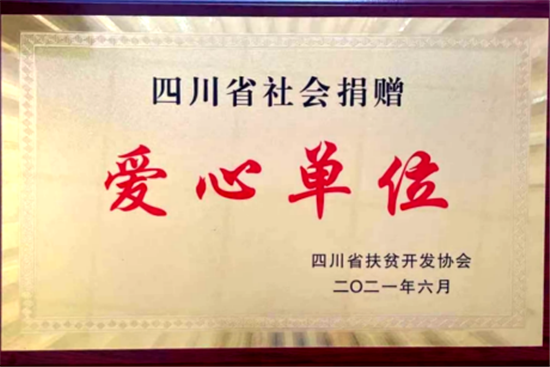 四川省社会捐赠
爱心单位
四川省扶贫开发协会
二〇二一年六月